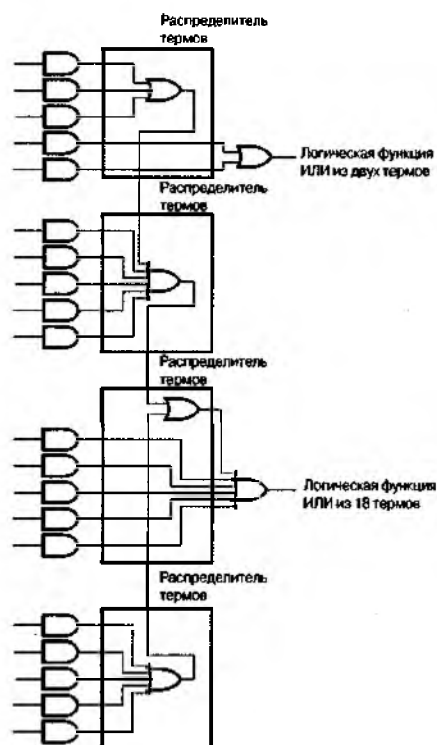 Распределитель
термов
Логическая функция
ИЛИ из двух термов
Распределитель
термов
Распределитель
термов
Логическая функция
ИЛИ из 18 термов
Распределитель
термов